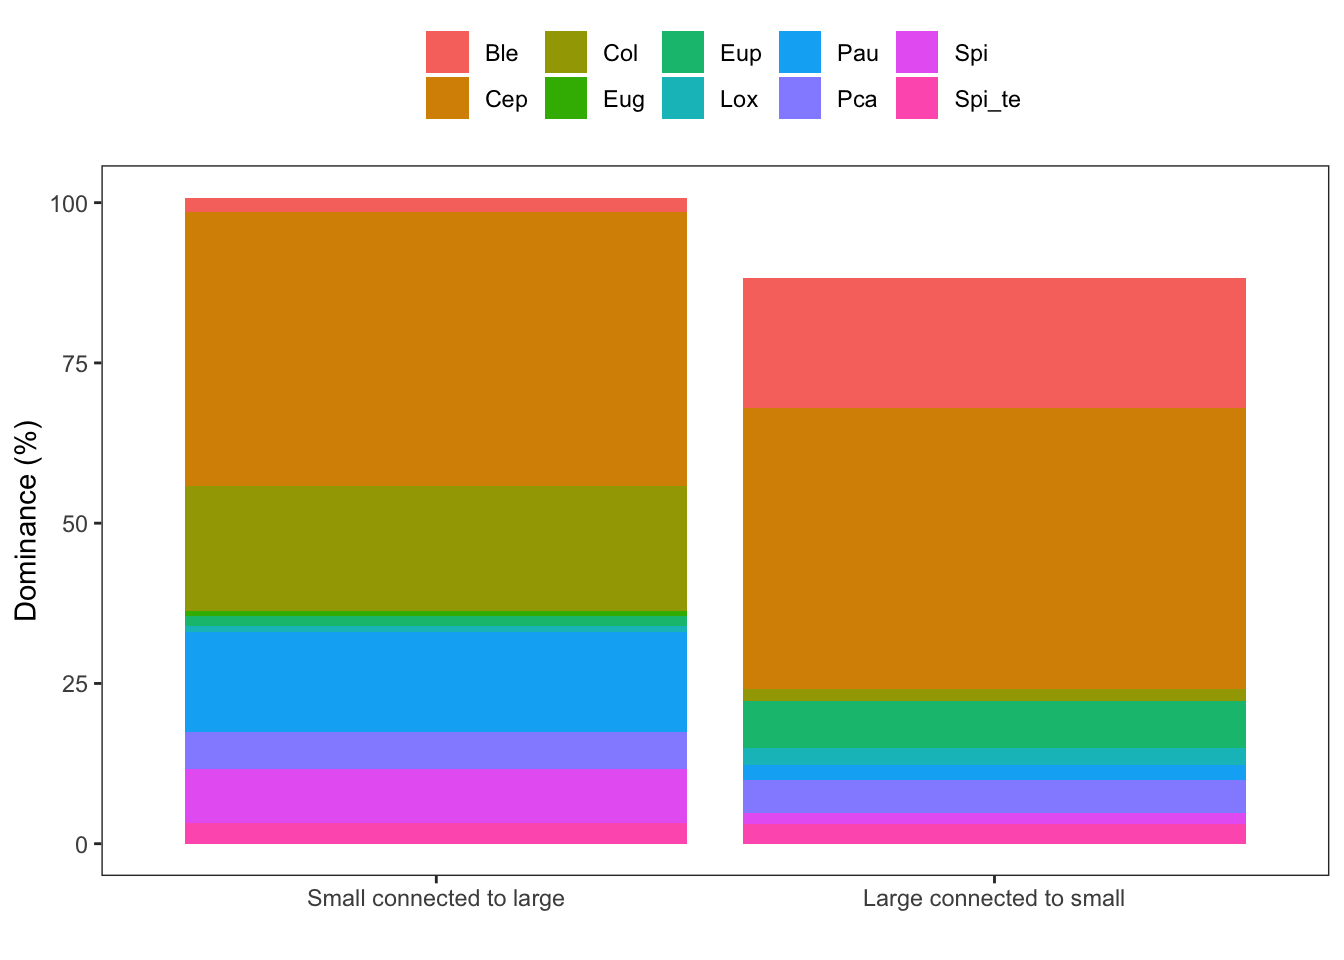 Ble Col Eup Pau Spi
Cep Eug Lox Pca Spi_te
100
75
50
25
0
Dominance (%)
Small connected to large Large connected to small